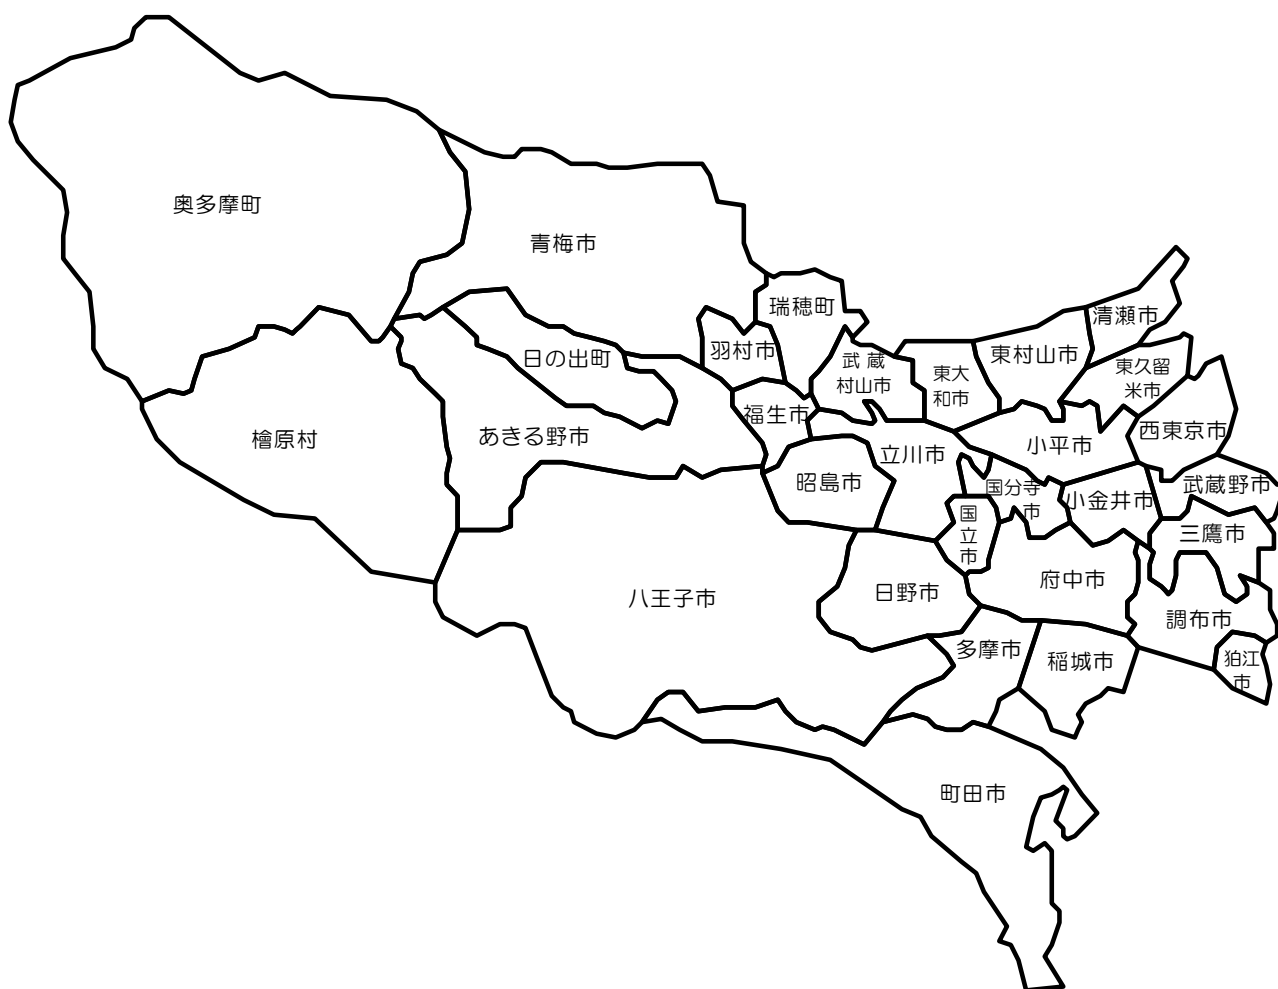 奥多摩町
青梅市
瑞穂町
清瀬市
羽村市
日の出町
武 蔵
村山市
東大
和市
東村山市
東久留
米市
檜原村
あきる野市
福生市
立川市
小平市
西東京市
昭島市
国分寺
市
小金井市
武蔵野市
国
立
市
三鷹市
八王子市
日野市
府中市
調布市
多摩市
稲城市
狛江
市
町田市